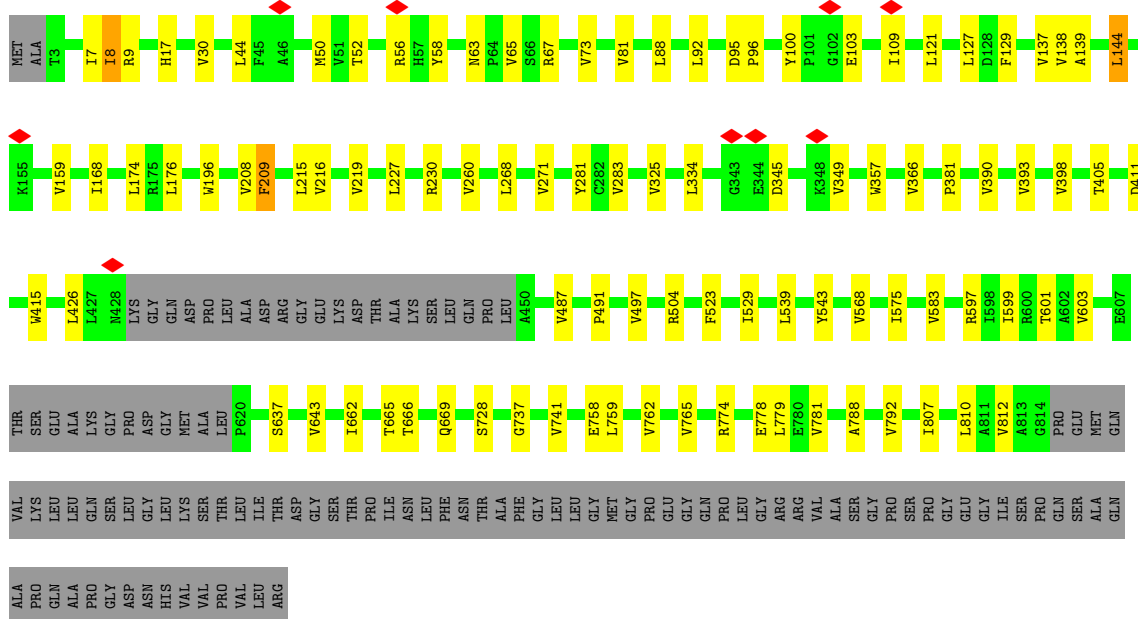 MET ALA T3 I7 I8 R9 H17 V30 L44 F45 A46 M50 V51 T52 R56 H57 Y58 N63 P64 V65 S66 R67 V73 V81 L88 L92 D95 P96 Y100 P101 G102 E103 I109 L121 L127 D128 F129 V137 V138 A139 L144
K155 V159 I168 L174 R175 L176 W196 V208 F209 L215 V216 V219 L227 R230 V260 L268 V271 Y281 C282 V283 V325 L334 G343 E344 D345 K348 V349 W357 V366 P381 V390 V393 V398 T405 D411
W415 L426 L427 N428 LYS GLY GLN ASP PRO LEU ALA ASP ARG GLY GLU LYS ASP THR ALA LYS SER LEU GLN PRO LEU A450 V487 P491 V497 R504 F523 I529 L539 Y543 V568 I575 V583 R597 I598 I599 R600 T601 A602 V603 E607
THR SER GLU ALA LYS GLY PRO ASP GLY MET ALA LEU P620 S637 V643 I662 T665 T666 Q669 S728 G737 V741 E758 L759 V762 V765 R774 E778 L779 E780 V781 A788 V792 I807 L810 A811 V812 A813 G814 PRO GLU MET GLN
VAL LYS LEU LEU GLN SER LEU GLY LEU LYS SER THR LEU ILE THR ASP GLY SER THR PRO ILE ASN LEU PHE ASN THR ALA PHE GLY LEU LEU GLY MET GLY PRO GLU GLY GLN PRO LEU GLY ARG ARG VAL ALA SER GLY PRO SER PRO GLY GLU GLY ILE SER PRO GLN SER ALA GLN
ALA PRO GLN ALA PRO GLY ASP ASN HIS VAL VAL PRO VAL LEU ARG